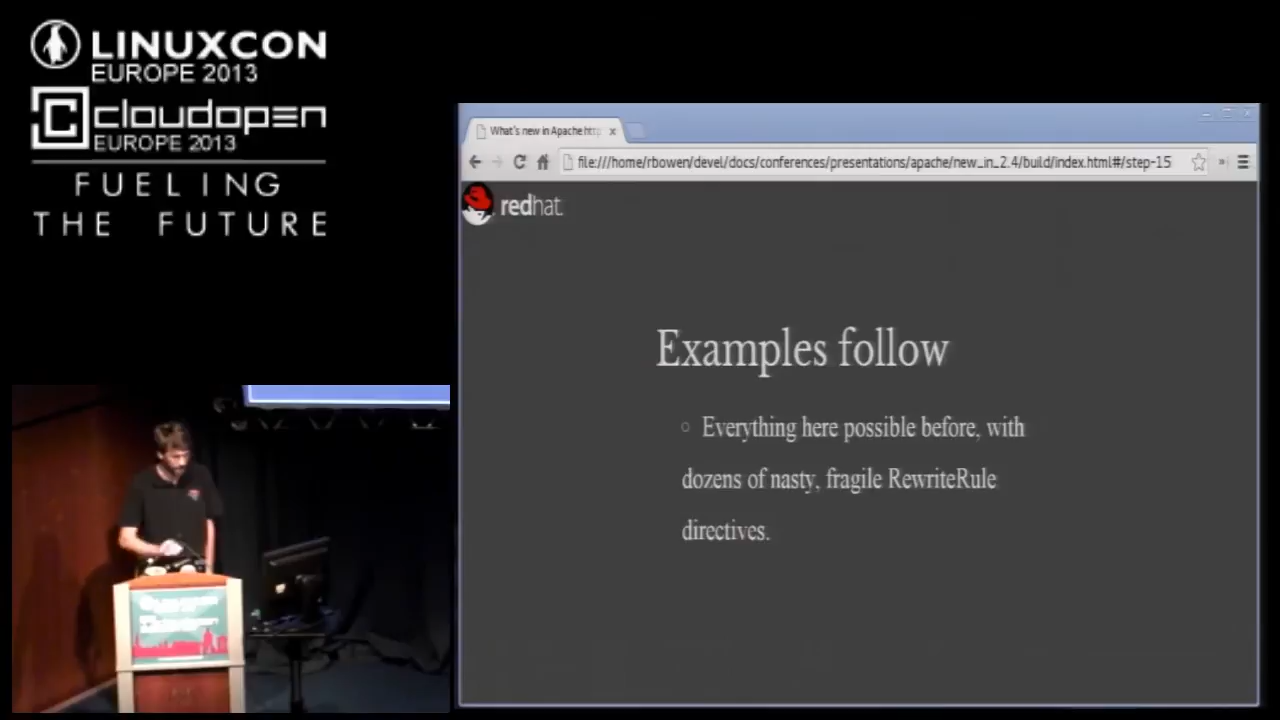 LINUXCON
EUROPE 2013
cloudopen
EUROPE 2013
FUELING
THE FUTURE
What's new in Apache http
file:///home/rbowen/devel/docs/conferences/presentations/apache/new_in_2.4/build/index.html#/step-15
redhat.
Examples follow
Everything here possible before, with
dozens of nasty, fragile RewriteRule
directives.